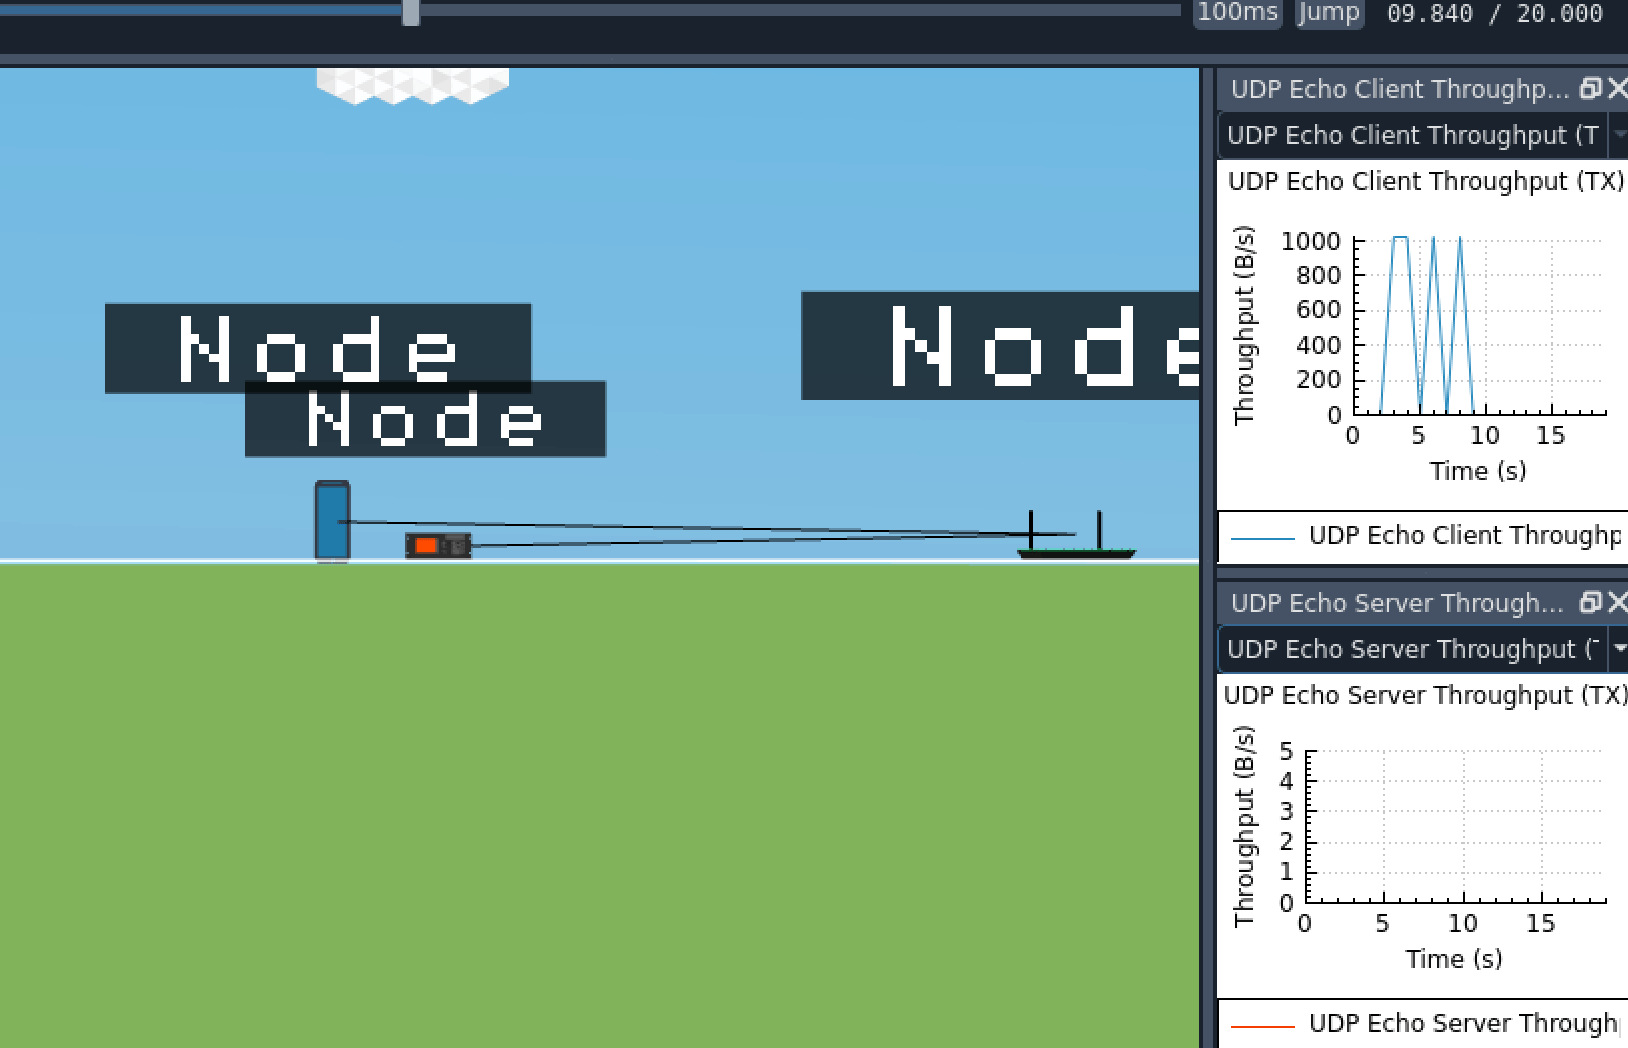 100ms Jump 09.840 / 20.000
Node
Node
Node
UDP Echo Client Throughp...
UDP Echo Client Throughput (T
UDP Echo Client Throughput (TX)
Throughput (B/s)
1000
800
600
400
200
0
0 5 10 15
Time (s)
UDP Echo Client Throughp
UDP Echo Server Through...
UDP Echo Server Throughput (
UDP Echo Server Throughput (TX)
Throughput (B/s)
5
4
3
2
1
0
0 5 10 15
Time (s)
UDP Echo Server Through